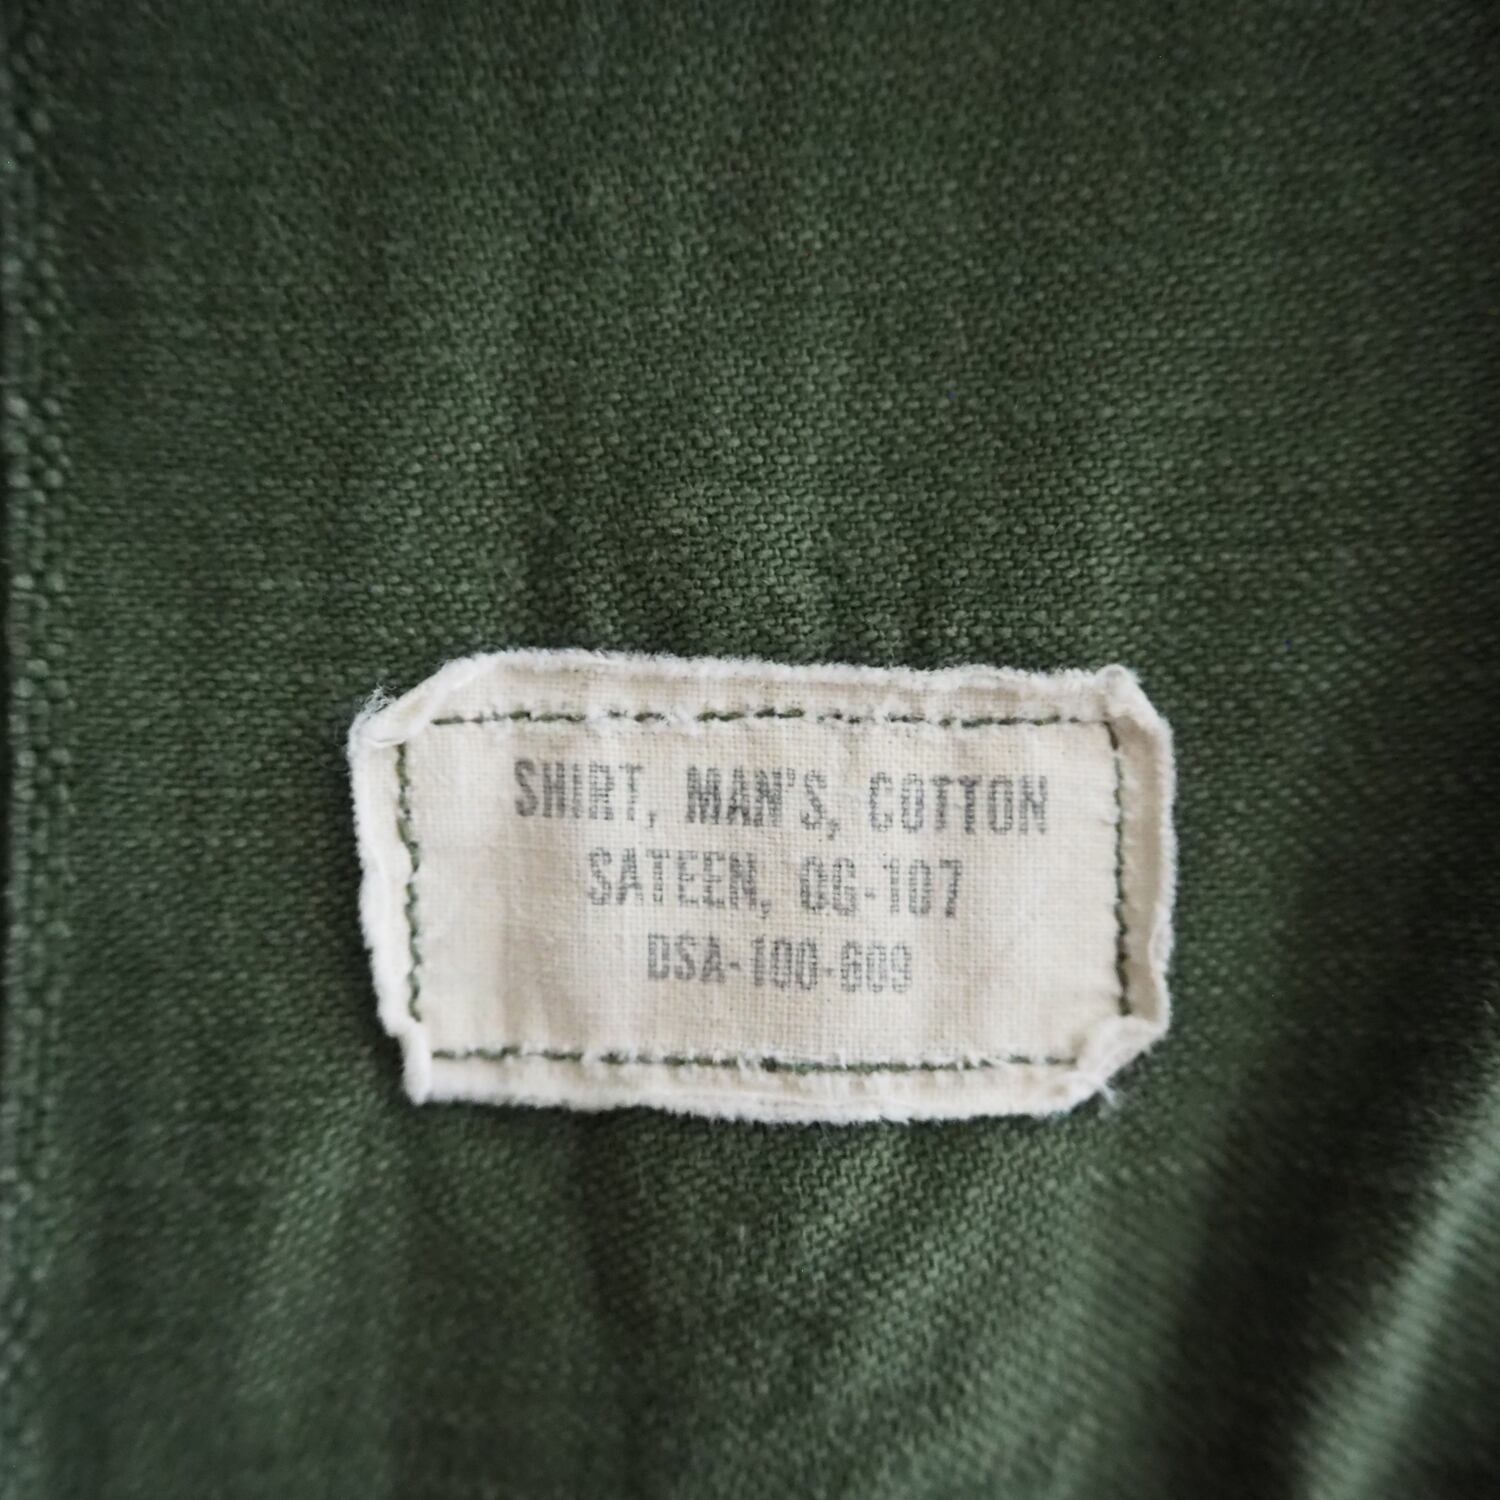 SHIRT, MAN'S, COTTON
SATEEN, OG-107
DSA-100-609